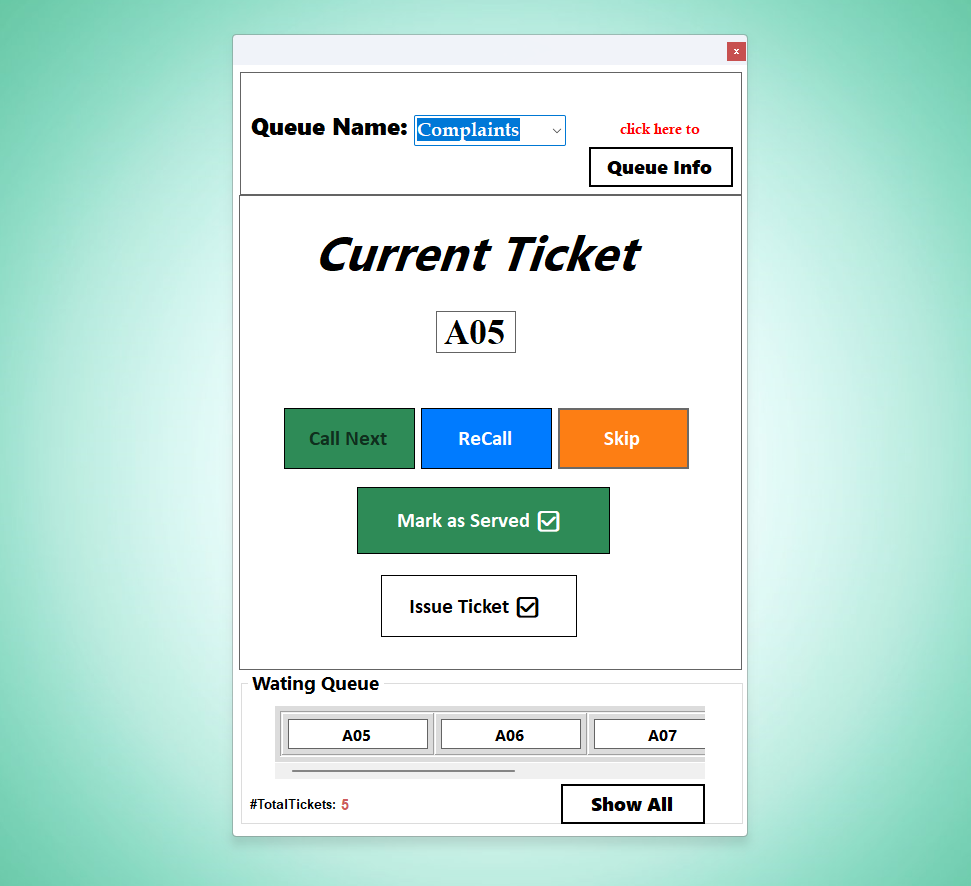 x
Queue Name: Complaints
click here to
Queue Info
Current Ticket
A05
Call Next ReCall Skip
Mark as Served
Issue Ticket
Wating Queue
A05 A06 A07
#TotalTickets: 5
Show All